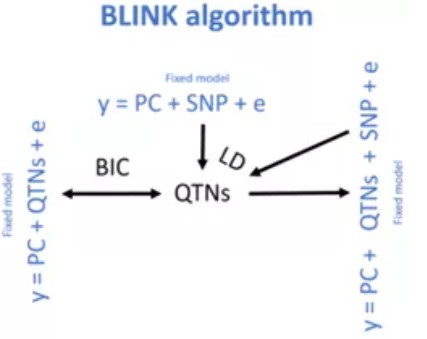 BLINK algorithm
Fixed model
y = PC + SNP + e
BIC
LD
QTNs
Fixed model
y = PC + QTNs + e
y = PC + QTNs + SNP + e
Fixed model